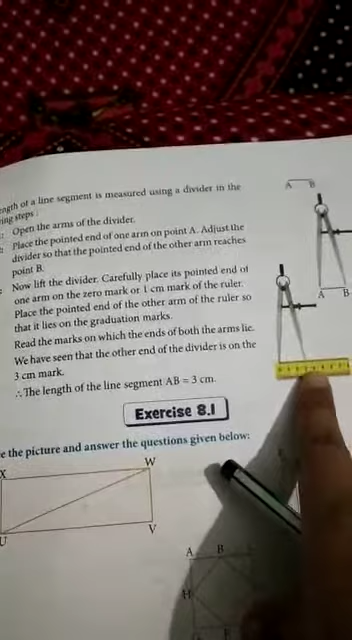 ngth of a line segment is measured using a divider in the
ing steps :
Open the arms of the divider.
Place the pointed end of one arm on point A. Adjust the
divider so that the pointed end of the other arm reaches
point B.
Now lift the divider. Carefully place its pointed end of
one arm on the zero mark or 1 cm mark of the ruler.
Place the pointed end of the other arm of the ruler so
that it lies on the graduation marks.
Read the marks on which the ends of both the arms lie.
We have seen that the other end of the divider is on the
3 cm mark.
∴ The length of the line segment AB = 3 cm.
A B
A B
Exercise 8.1
e the picture and answer the questions given below:
X W
U V
A B
H